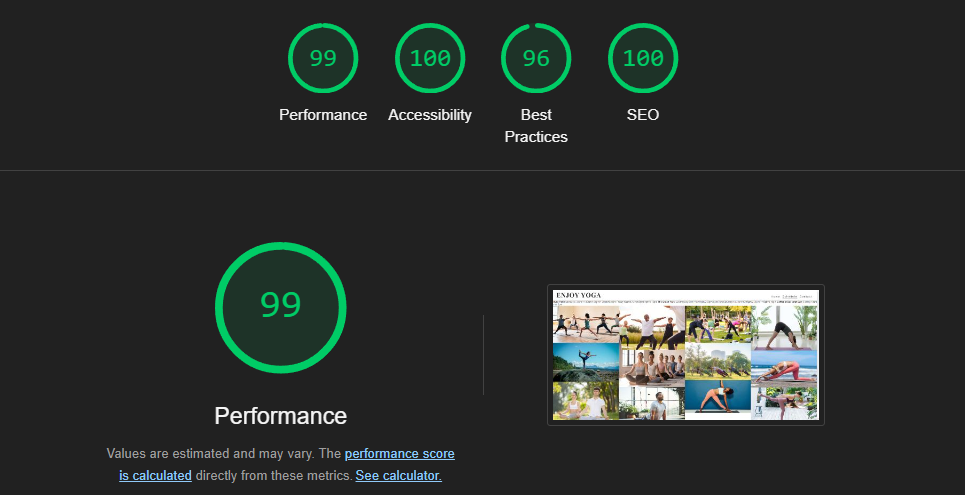 99
100
96
100
Performance
Accessibility
Best
Practices
SEO
99
ENJOY YOGA
Performance
Values are estimated and may vary. The performance score
is calculated directly from these metrics. See calculator.